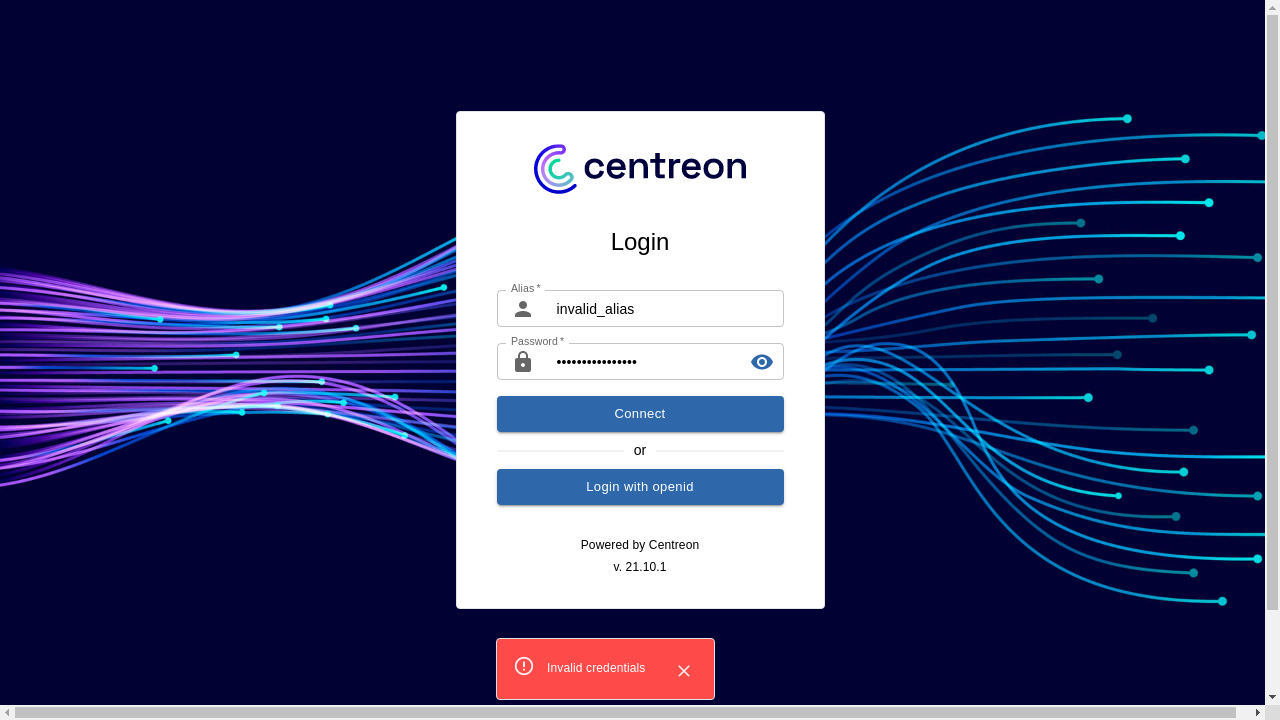 centreon
Login
Alias *
invalid_alias
Password *
••••••••••••••••
Connect
or
Login with openid
Powered by Centreon
v. 21.10.1
Invalid credentials